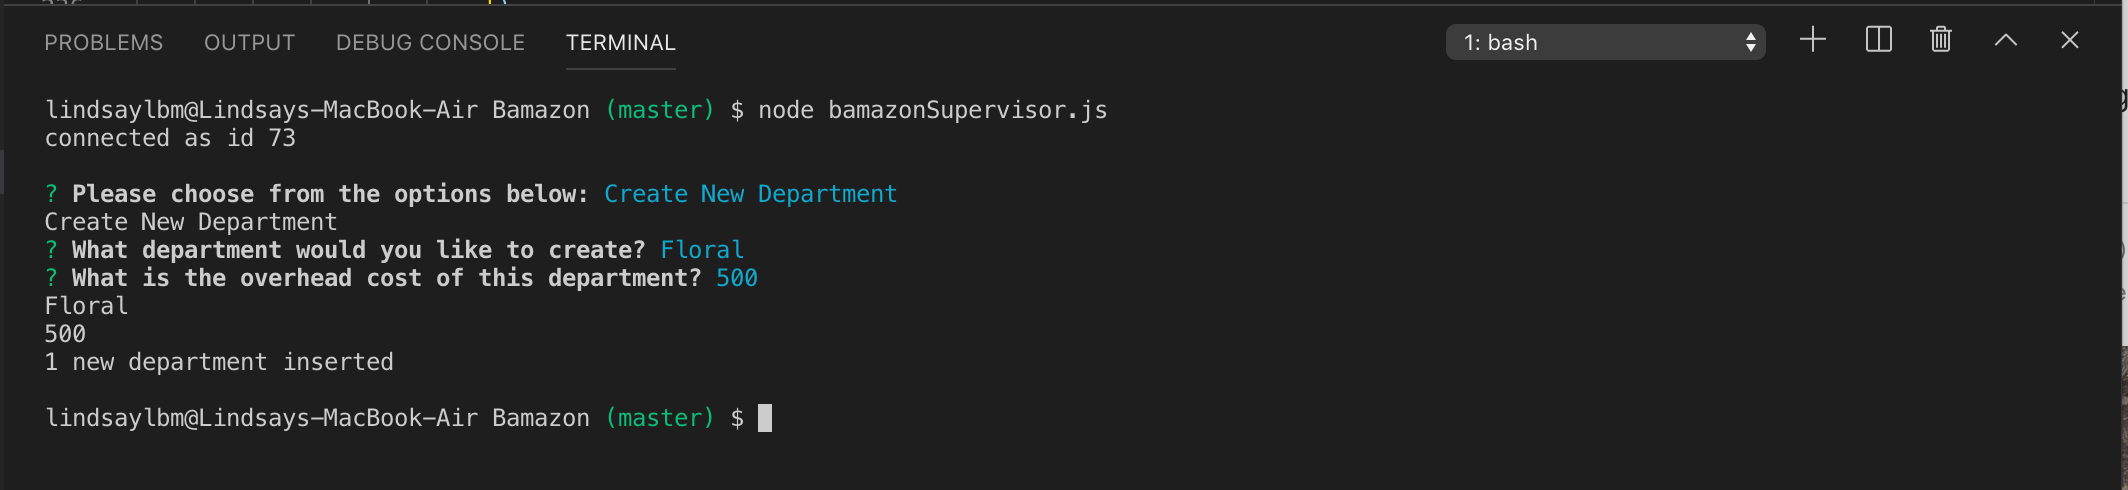 PROBLEMS OUTPUT DEBUG CONSOLE TERMINAL 1: bash
lindsaylbm@Lindsays-MacBook-Air Bamazon (master) $ node bamazonSupervisor.js
connected as id 73
? Please choose from the options below: Create New Department
Create New Department
? What department would you like to create? Floral
? What is the overhead cost of this department? 500
Floral
500
1 new department inserted
lindsaylbm@Lindsays-MacBook-Air Bamazon (master) $